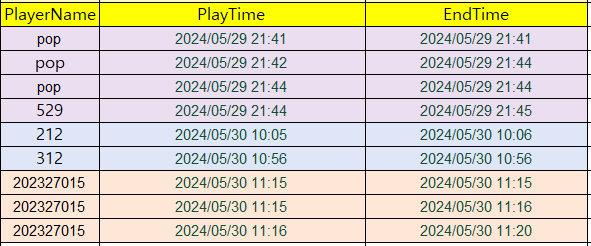 PlayerName PlayTime EndTime
pop 2024/05/29 21:41 2024/05/29 21:41
pop 2024/05/29 21:42 2024/05/29 21:44
pop 2024/05/29 21:44 2024/05/29 21:44
529 2024/05/29 21:44 2024/05/29 21:45
212 2024/05/30 10:05 2024/05/30 10:06
312 2024/05/30 10:56 2024/05/30 10:56
202327015 2024/05/30 11:15 2024/05/30 11:15
202327015 2024/05/30 11:15 2024/05/30 11:16
202327015 2024/05/30 11:16 2024/05/30 11:20